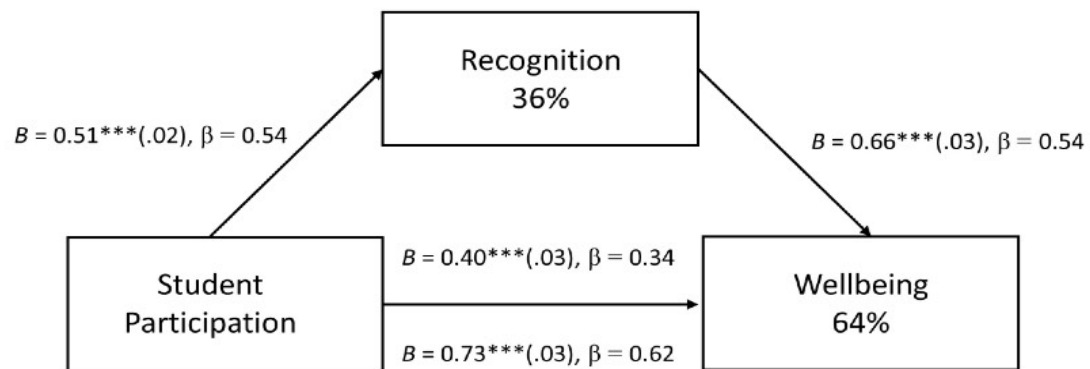 Recognition
36%
B = 0.51***(.02), β = 0.54
B = 0.66***(.03), β = 0.54
Student
Participation
B = 0.40***(.03), β = 0.34
B = 0.73***(.03), β = 0.62
Wellbeing
64%